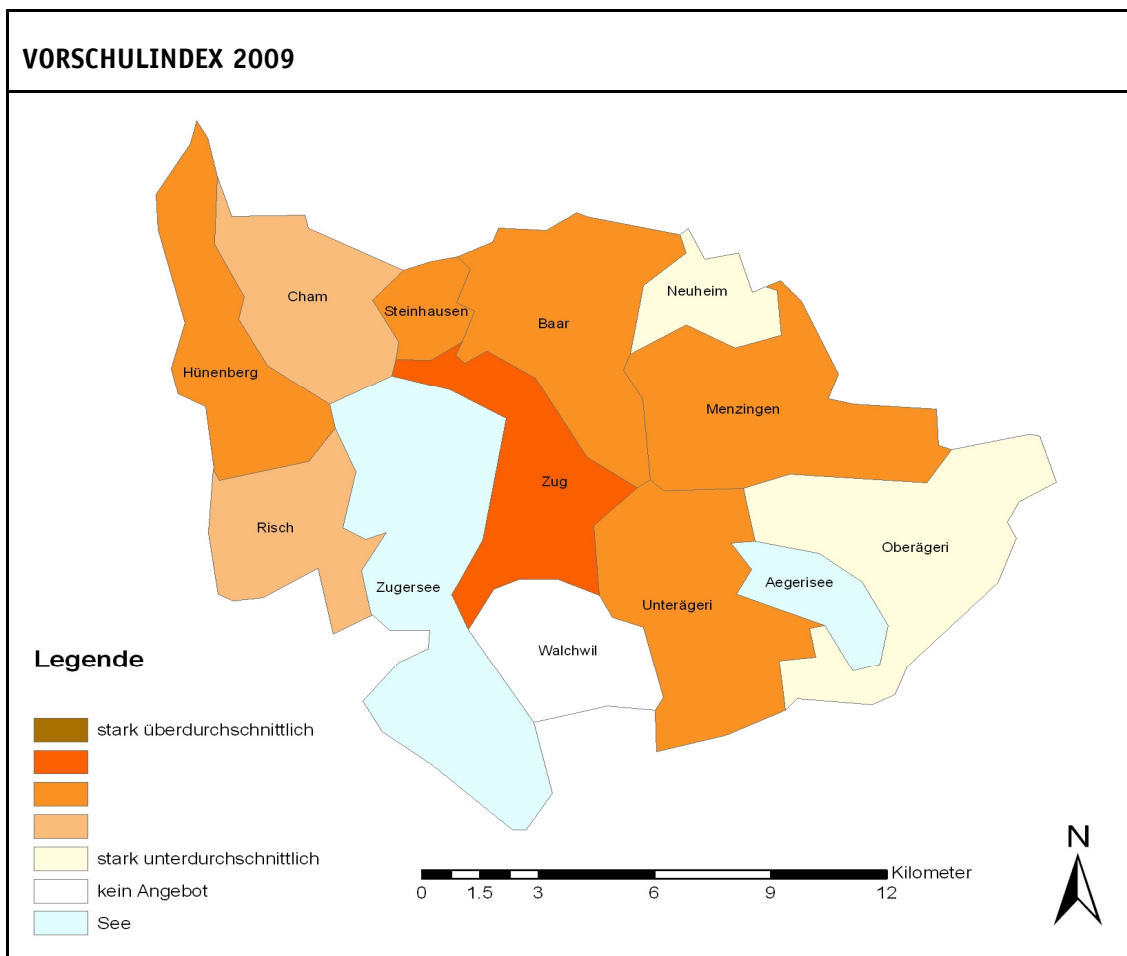 VORSCHULINDEX 2009
Neuheim
Cham
Steinhausen
Baar
Hünenberg
Menzingen
Zug
Risch
Oberägeri
Aegerisee
Zugersee
Unterägeri
Walchwil
Legende
stark überdurchschnittlich
stark unterdurchschnittlich
kein Angebot
See
N
Kilometer
0 1.5 3 6 9 12